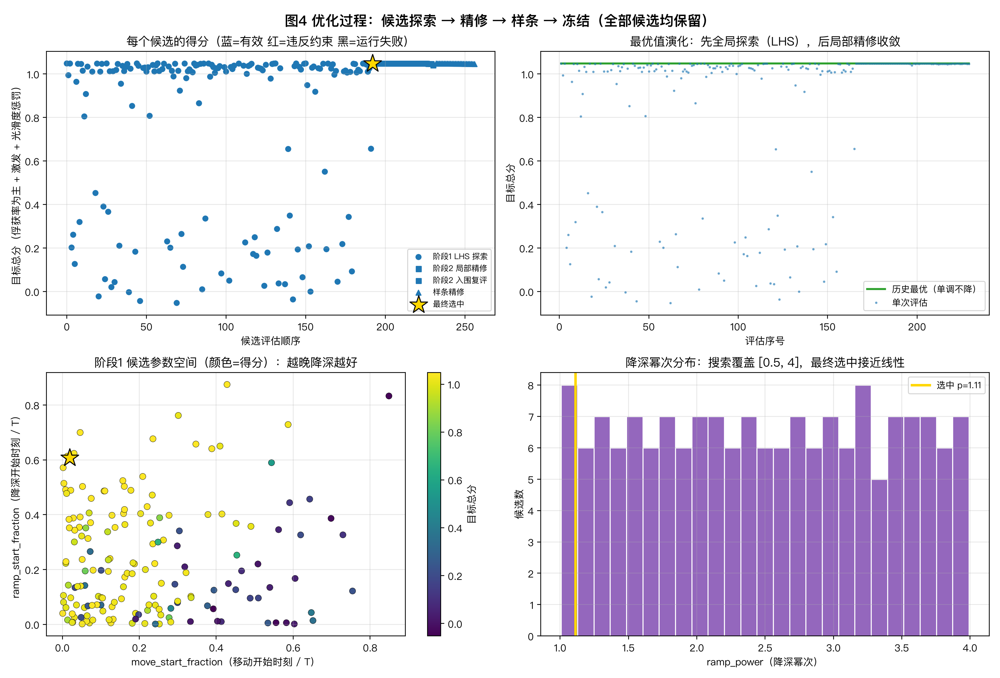 图4 优化过程：候选探索 → 精修 → 样条 → 冻结（全部候选均保留）
每个候选的得分（蓝=有效 红=违反约束 黑=运行失败）
目标总分（俘获率为主 + 激发 + 光滑度惩罚）
1.0
0.8
0.6
0.4
0.2
0.0
0 50 100 150 200 250
候选评估顺序
阶段1 LHS 探索
阶段2 局部精修
阶段2 入围复评
样条精修
最终选中
最优值演化：先全局探索（LHS），后局部精修收敛
目标总分
1.0
0.8
0.6
0.4
0.2
0.0
0 50 100 150 200
评估序号
历史最优（单调不降）
单次评估
阶段1 候选参数空间（颜色=得分）：越晚降深越好
ramp_start_fraction（降深开始时刻 / T）
0.8
0.6
0.4
0.2
0.0
0.0 0.2 0.4 0.6 0.8
move_start_fraction（移动开始时刻 / T）
1.0
0.8
0.6
0.4
0.2
0.0
目标总分
降深幂次分布：搜索覆盖 [0.5, 4]，最终选中接近线性
候选数
8
7
6
5
4
3
2
1
0
1.0 1.5 2.0 2.5 3.0 3.5 4.0
ramp_power（降深幂次）
选中 p=1.11